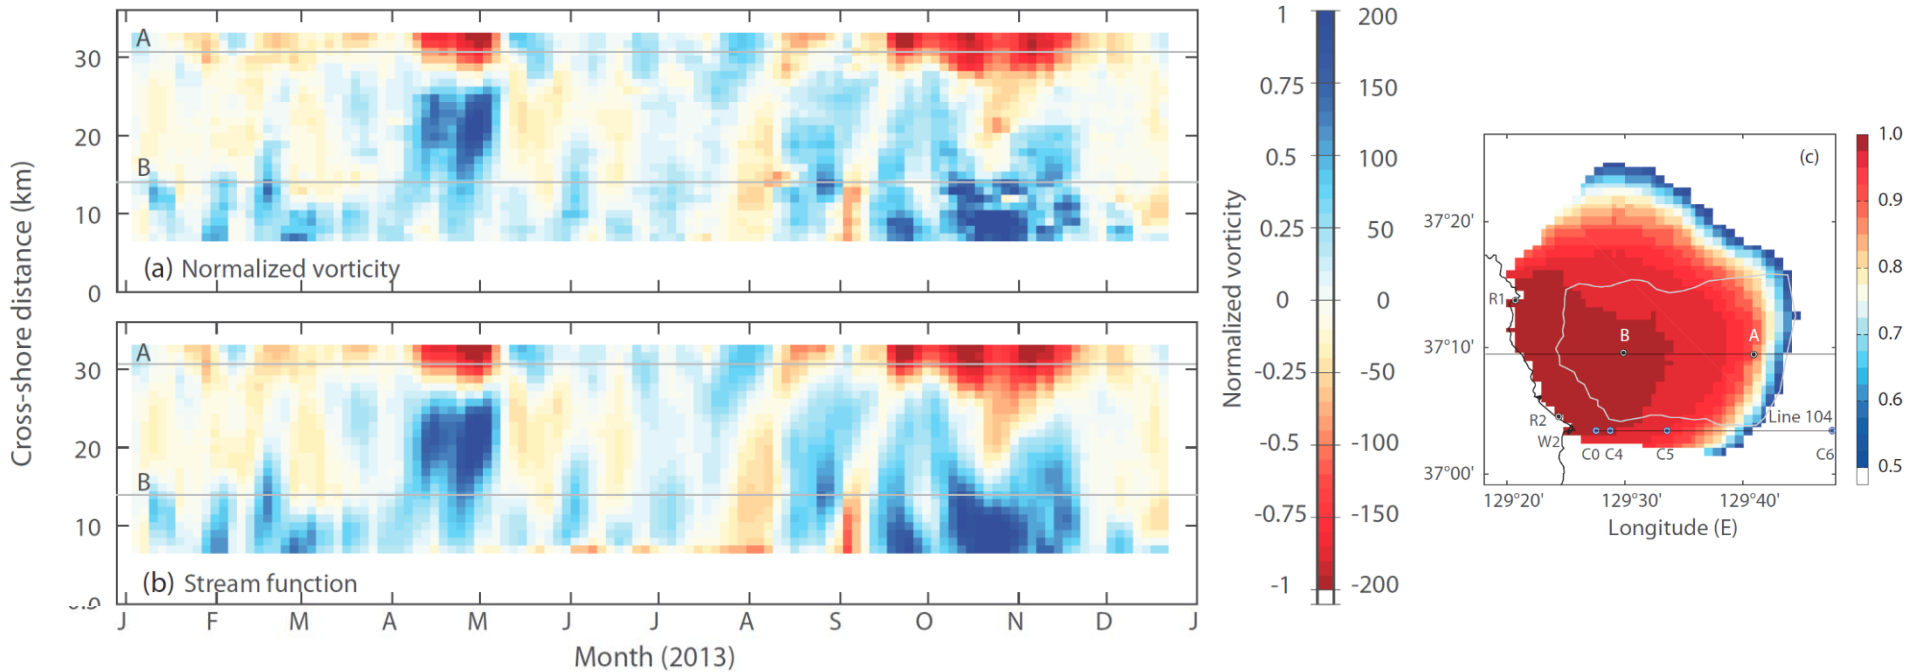 A
30
20
B
10
0
(a) Normalized vorticity
Cross-shore distance (km)
A
30
20
B
10
(b) Stream function
J F M A M J J A S O N D J
Month (2013)
1 200
0.75 150
0.5 100
0.25 50
0 0
-0.25 -50
-0.5 -100
-0.75 -150
-1 -200
Normalized vorticity
Normalized vorticity
(c)
37°20'
R1
B A
37°10'
R2 Line 104
W2
C0 C4 C5 C6
37°00'
129°20' 129°30' 129°40'
Longitude (E)
1.0
0.9
0.8
0.7
0.6
0.5